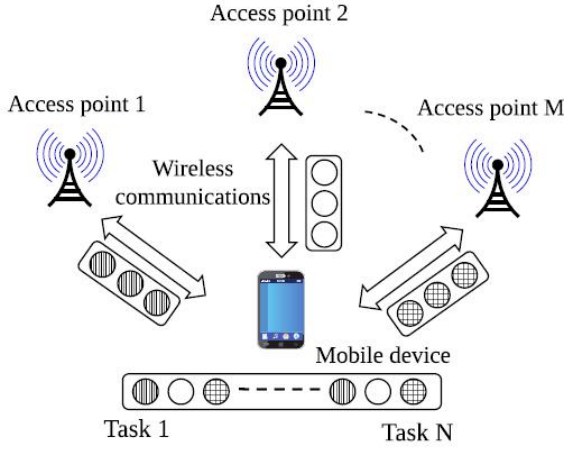 Access point 2
Access point 1
Access point M
Wireless
communications
Mobile device
Task 1
Task N